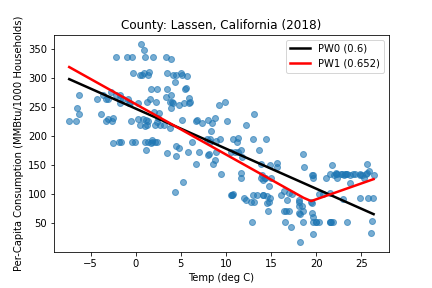 County: Lassen, California (2018)
Per-Capita Consumption (MMBtu/1000 Households)
350
300
250
200
150
100
50
PW0 (0.6)
PW1 (0.652)
−5
0
5
10
15
20
25
Temp (deg C)